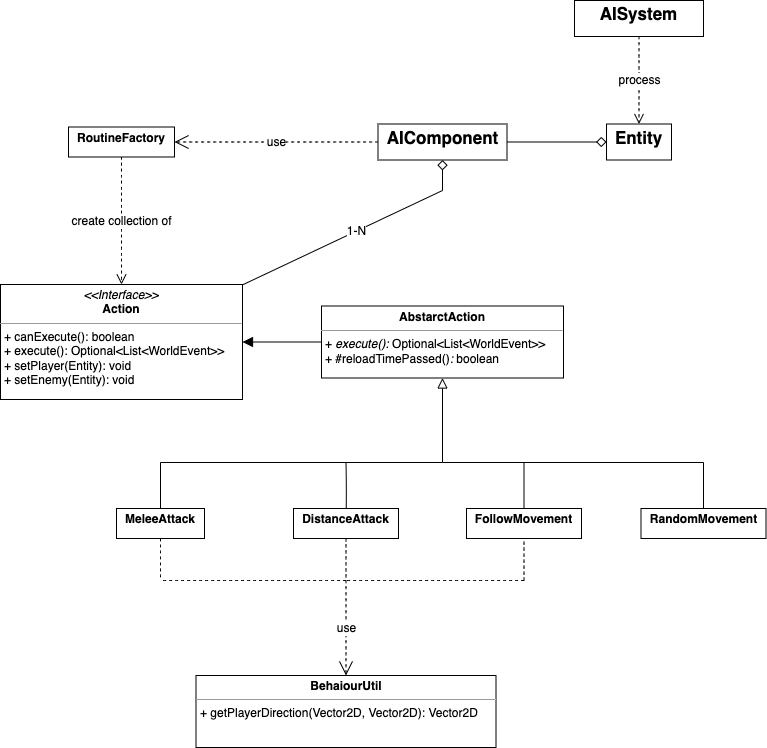 AISystem
process
RoutineFactory
use
AIComponent
Entity
create collection of
1-N
<<Interface>>
Action
+ canExecute(): boolean
+ execute(): Optional<List<WorldEvent>>
+ setPlayer(Entity): void
+ setEnemy(Entity): void
AbstarctAction
+ execute(): Optional<List<WorldEvent>>
+ #reloadTimePassed(): boolean
MeleeAttack
DistanceAttack
FollowMovement
RandomMovement
use
BehaiourUtil
+ getPlayerDirection(Vector2D, Vector2D): Vector2D